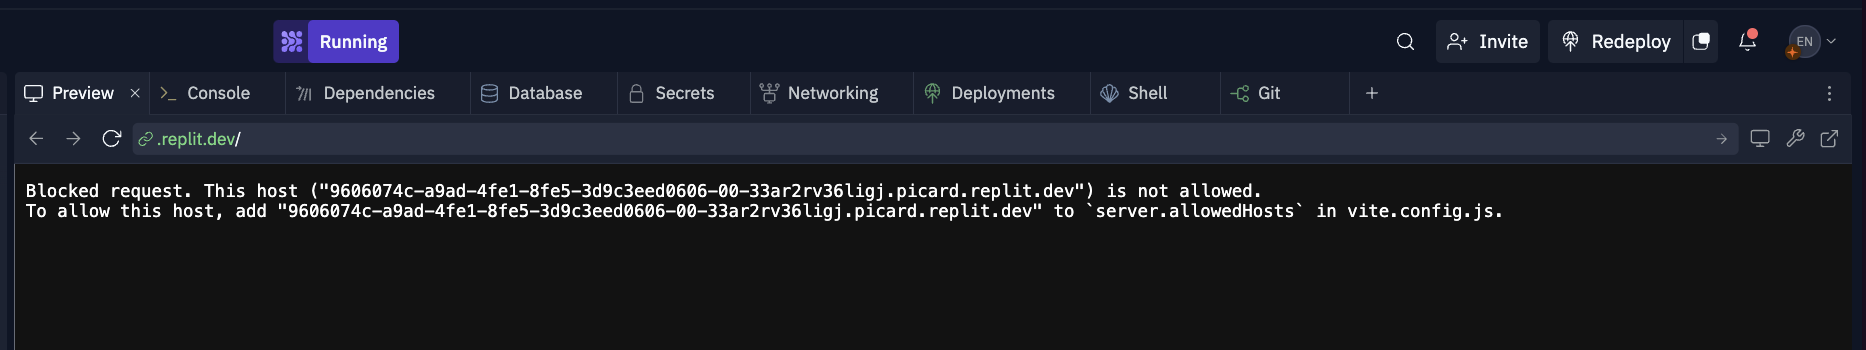 Running
Invite
Redeploy
EN
Preview
Console
Dependencies
Database
Secrets
Networking
Deployments
Shell
Git
.replit.dev/
Blocked request. This host ("9606074c-a9ad-4fe1-8fe5-3d9c3eed0606-00-33ar2rv36ligj.picard.replit.dev") is not allowed.
To allow this host, add "9606074c-a9ad-4fe1-8fe5-3d9c3eed0606-00-33ar2rv36ligj.picard.replit.dev" to `server.allowedHosts` in vite.config.js.